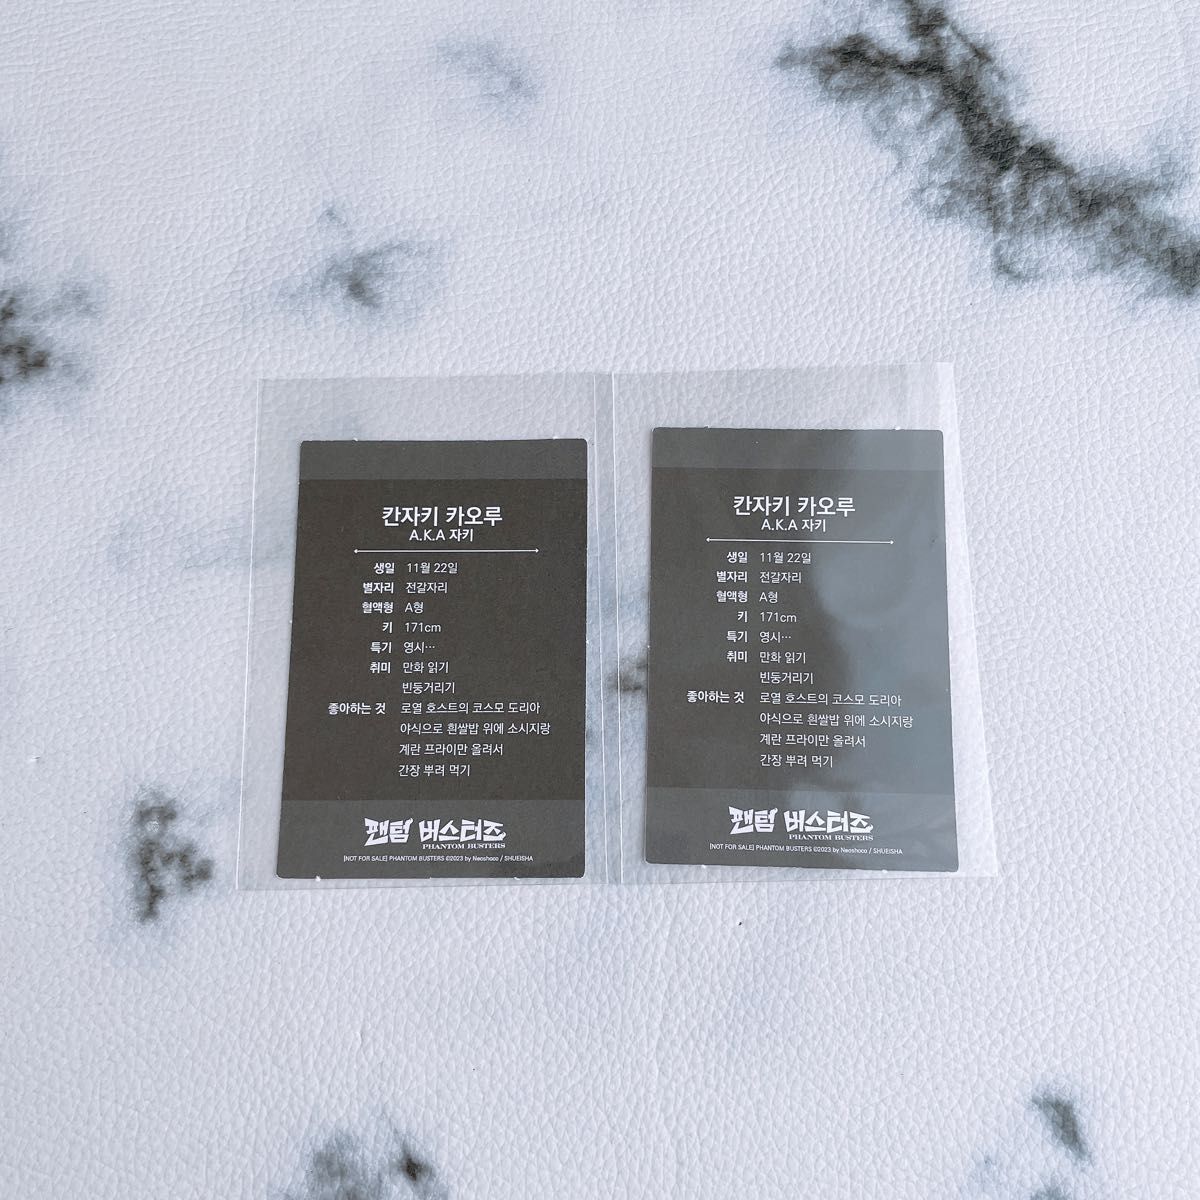 칸자키 카오루
A.K.A 자키
생일 11월 22일
별자리 전갈자리
혈액형 A형
키 171cm
특기 영시…
취미 만화 읽기
빈둥거리기
좋아하는 것 로열 호스트의 코스모 도리아
야식으로 흰쌀밥 위에 소시지랑
계란 프라이만 올려서
간장 뿌려 먹기
팬텀 버스터즈
PHANTOM BUSTERS
[NOT FOR SALE] PHANTOM BUSTERS ©2023 by Neoshoco / SHUEISHA
칸자키 카오루
A.K.A 자키
생일 11월 22일
별자리 전갈자리
혈액형 A형
키 171cm
특기 영시…
취미 만화 읽기
빈둥거리기
좋아하는 것 로열 호스트의 코스모 도리아
야식으로 흰쌀밥 위에 소시지랑
계란 프라이만 올려서
간장 뿌려 먹기
팬텀 버스터즈
PHANTOM BUSTERS
[NOT FOR SALE] PHANTOM BUSTERS ©2023 by Neoshoco / SHUEISHA